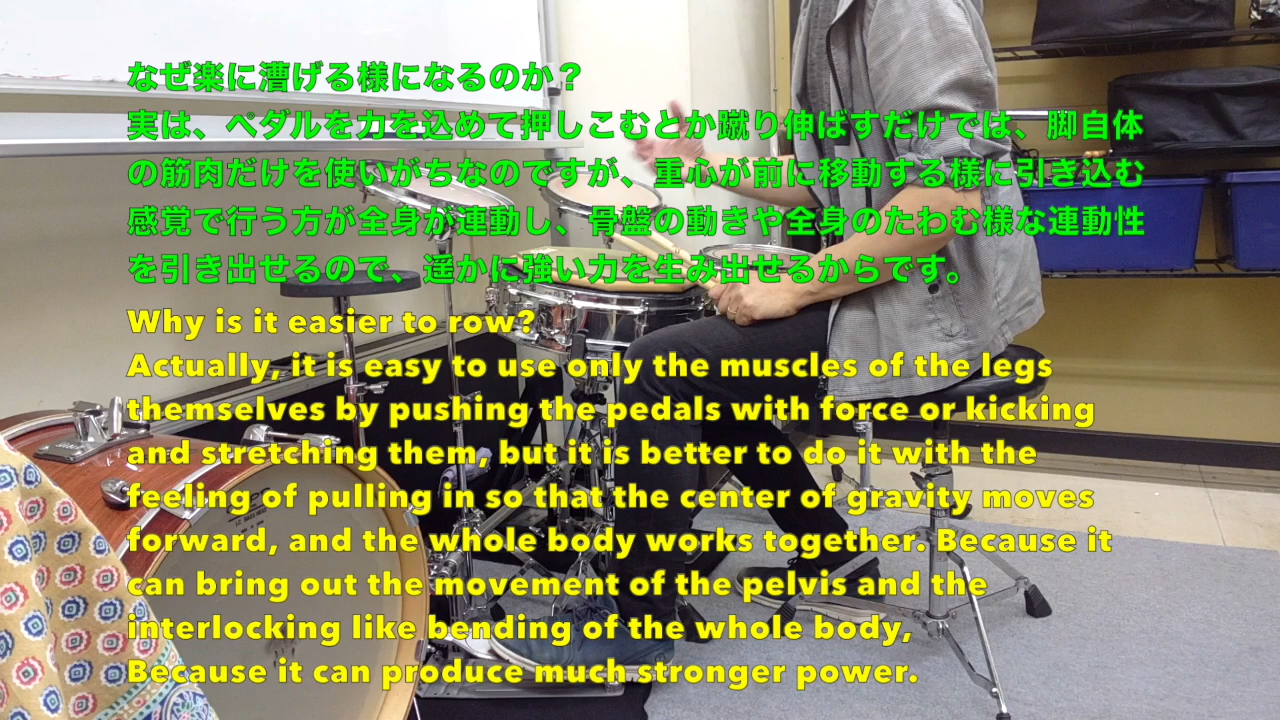 なぜ楽に漕げる様になるのか？
実は、ペダルを力を込めて押しこむとか蹴り伸ばすだけでは、脚自体
の筋肉だけを使いがちなのですが、重心が前に移動する様に引き込む
感覚で行う方が全身が連動し、骨盤の動きや全身のたわむ様な連動性
を引き出せるので、遥かに強い力を生み出せるからです。
Why is it easier to row?
Actually, it is easy to use only the muscles of the legs
themselves by pushing the pedals with force or kicking
and stretching them, but it is better to do it with the
feeling of pulling in so that the center of gravity moves
forward, and the whole body works together. Because it
can bring out the movement of the pelvis and the
interlocking like bending of the whole body,
Because it can produce much stronger power.